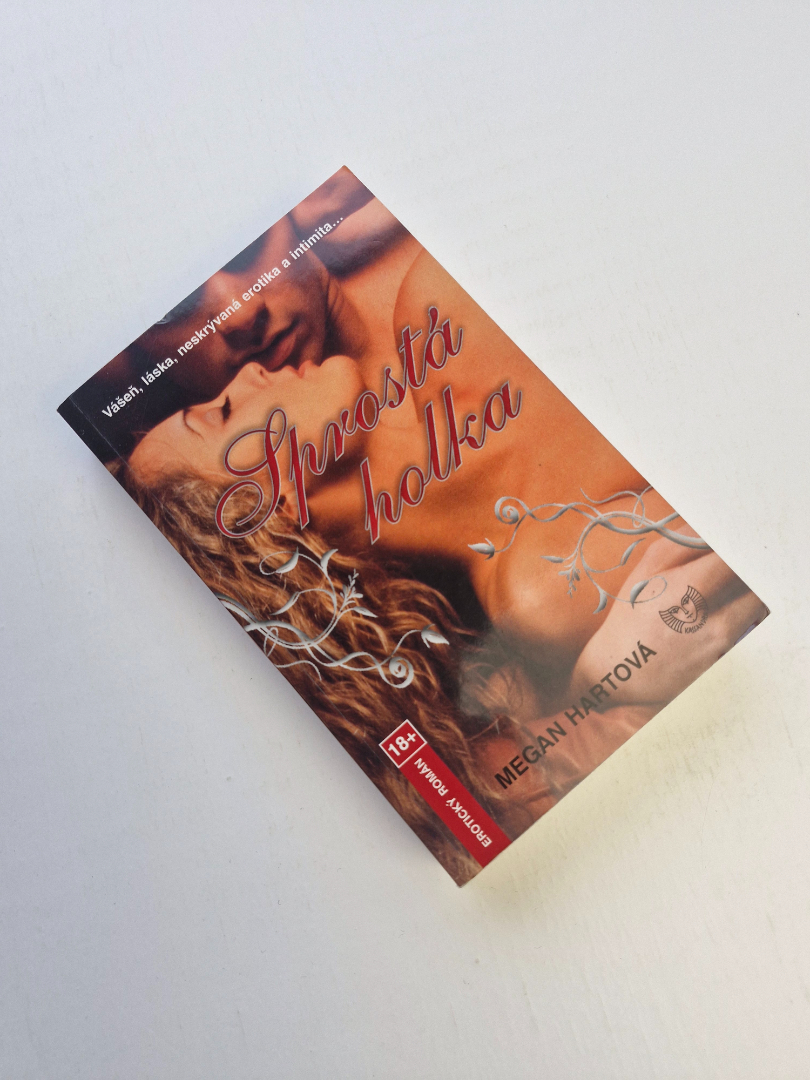 Vášeň, láska, neskrývaná erotika a intimita...
Sprostá
holka
MEGAN HARTOVÁ
18+
EROTICKÝ ROMÁN